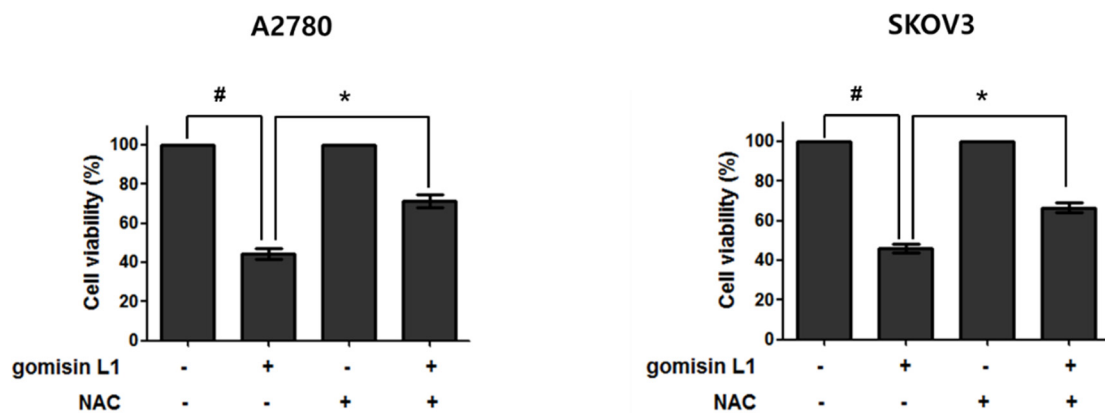 A2780
# *
Cell viability (%)
100
80
60
40
20
0
gomisin L1 - + - +
NAC - - + +
SKOV3
# *
Cell viability (%)
100
80
60
40
20
0
gomisin L1 - + - +
NAC - - + +